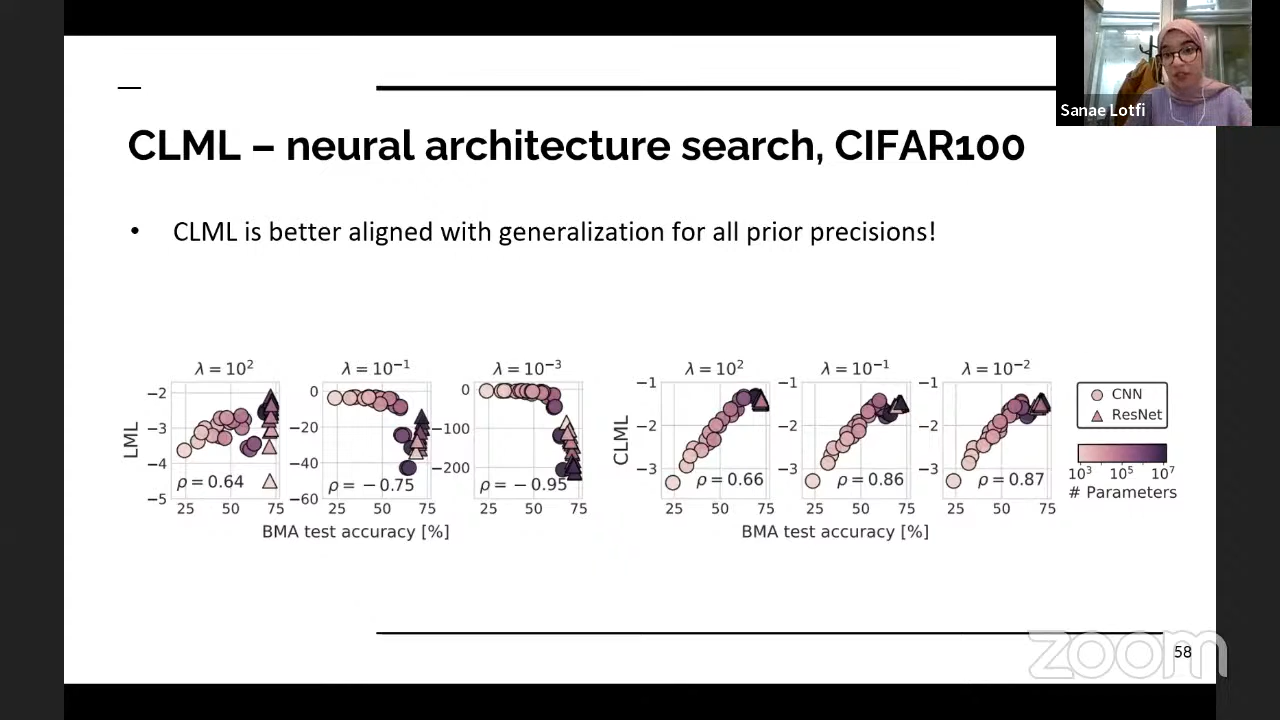 Sanae Lotfi
CLML – neural architecture search, CIFAR100
• CLML is better aligned with generalization for all prior precisions!
λ = 10² λ = 10⁻¹ λ = 10⁻³ λ = 10² λ = 10⁻¹ λ = 10⁻²
LML
−2
−3
−4
−5
ρ = 0.64
25 50 75
0
−20
−40
−60
ρ = −0.75
25 50 75
0
−100
−200
ρ = −0.95
25 50 75
BMA test accuracy [%]
CLML
−1
−2
−3
ρ = 0.66
25 50 75
−1
−2
−3
ρ = 0.86
25 50 75
−1
−2
−3
ρ = 0.87
25 50 75
BMA test accuracy [%]
CNN
ResNet
10³ 10⁵ 10⁷
# Parameters
zoom
58